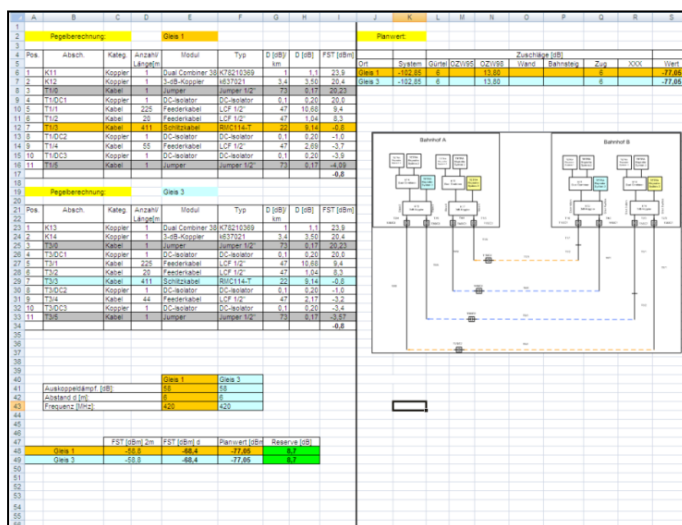 Pegelberechnung: Gleis 1 Planwert:
Pos. Absch. Kateg. Anzahl/ Modul Typ D [dB]/ D [dB] FST [dBm] Zuschläge [dB]
Länge[m] km Ort System Gürtel GZW95 GZW98 Wand Bahnsteig Zug XXX Wert
1 K11 Koppler 1 Dual Combiner 38 K78210369 1 1,1 23,9 Gleis 1 -102,85 6 13,80 6 -77,05
2 K12 Koppler 1 3-dB-Koppler k637021 3,4 3,50 20,4 Gleis 3 -102,85 6 13,80 6 -77,05
3 T1/0 Kabel 1 Jumper Jumper 1/2" 73 0,17 20,23
4 T1/DC1 Koppler 1 DC-Isolator DC-Isolator 0,1 0,20 20,0
5 T1/1 Kabel 225 Feederkabel LCF 1/2" 47 10,68 9,4
6 T1/2 Kabel 20 Feederkabel LCF 1/2" 47 1,04 8,3
7 T1/3 Kabel 411 Schlitzkabel RMC114-T 22 9,14 -0,8
8 T1/DC2 Koppler 1 DC-Isolator DC-Isolator 0,1 0,20 -1,0
9 T1/4 Kabel 55 Feederkabel LCF 1/2" 47 2,69 -3,7
10 T1/DC3 Koppler 1 DC-Isolator DC-Isolator 0,1 0,20 -3,9
11 T1/5 Kabel 1 Jumper Jumper 1/2" 73 0,17 -4,09
-0,8
Bahnhof A Bahnhof B
Pegelberechnung: Gleis 3
Pos. Absch. Kateg. Anzahl/ Modul Typ D [dB]/ D [dB] FST [dBm]
Länge[m] km
1 K13 Koppler 1 Dual Combiner 38 K78210369 1 1,1 23,9
2 K14 Koppler 1 3-dB-Koppler k637021 3,4 3,50 20,4
3 T3/0 Kabel 1 Jumper Jumper 1/2" 73 0,17 20,23
4 T3/DC1 Koppler 1 DC-Isolator DC-Isolator 0,1 0,20 20,0
5 T3/1 Kabel 225 Feederkabel LCF 1/2" 47 10,68 9,4
6 T3/2 Kabel 20 Feederkabel LCF 1/2" 47 1,04 8,3
7 T3/3 Kabel 411 Schlitzkabel RMC114-T 22 9,14 -0,8
8 T3/DC2 Koppler 1 DC-Isolator DC-Isolator 0,1 0,20 -1,0
9 T3/4 Kabel 44 Feederkabel LCF 1/2" 47 2,17 -3,2
10 T3/DC3 Koppler 1 DC-Isolator DC-Isolator 0,1 0,20 -3,4
11 T3/5 Kabel 1 Jumper Jumper 1/2" 73 0,17 -3,57
-0,8
Gleis 1 Gleis 3
Auskoppeldämpf. [dB]: 58 58
Abstand d [m]: 6 6
Frequenz [MHz]: 420 420
FST [dBm] 2m FST [dBm] d Planwert [dBm Reserve [dB]
Gleis 1 -58,8 -68,4 -77,05 8,7
Gleis 3 -58,8 -68,4 -77,05 8,7